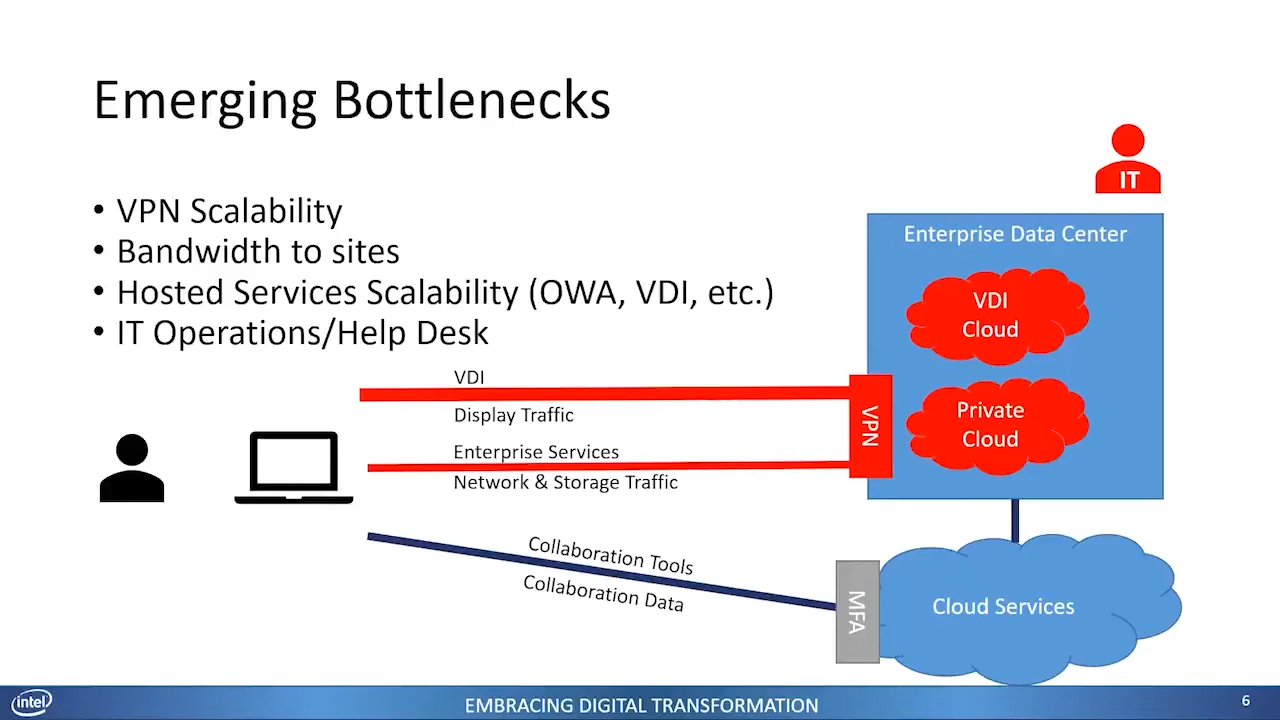 Emerging Bottlenecks
• VPN Scalability
• Bandwidth to sites
• Hosted Services Scalability (OWA, VDI, etc.)
• IT Operations/Help Desk
IT
Enterprise Data Center
VDI
Cloud
Private
Cloud
VPN
VDI
Display Traffic
Enterprise Services
Network & Storage Traffic
Collaboration Tools
Collaboration Data
MFA
Cloud Services
intel
EMBRACING DIGITAL TRANSFORMATION
6